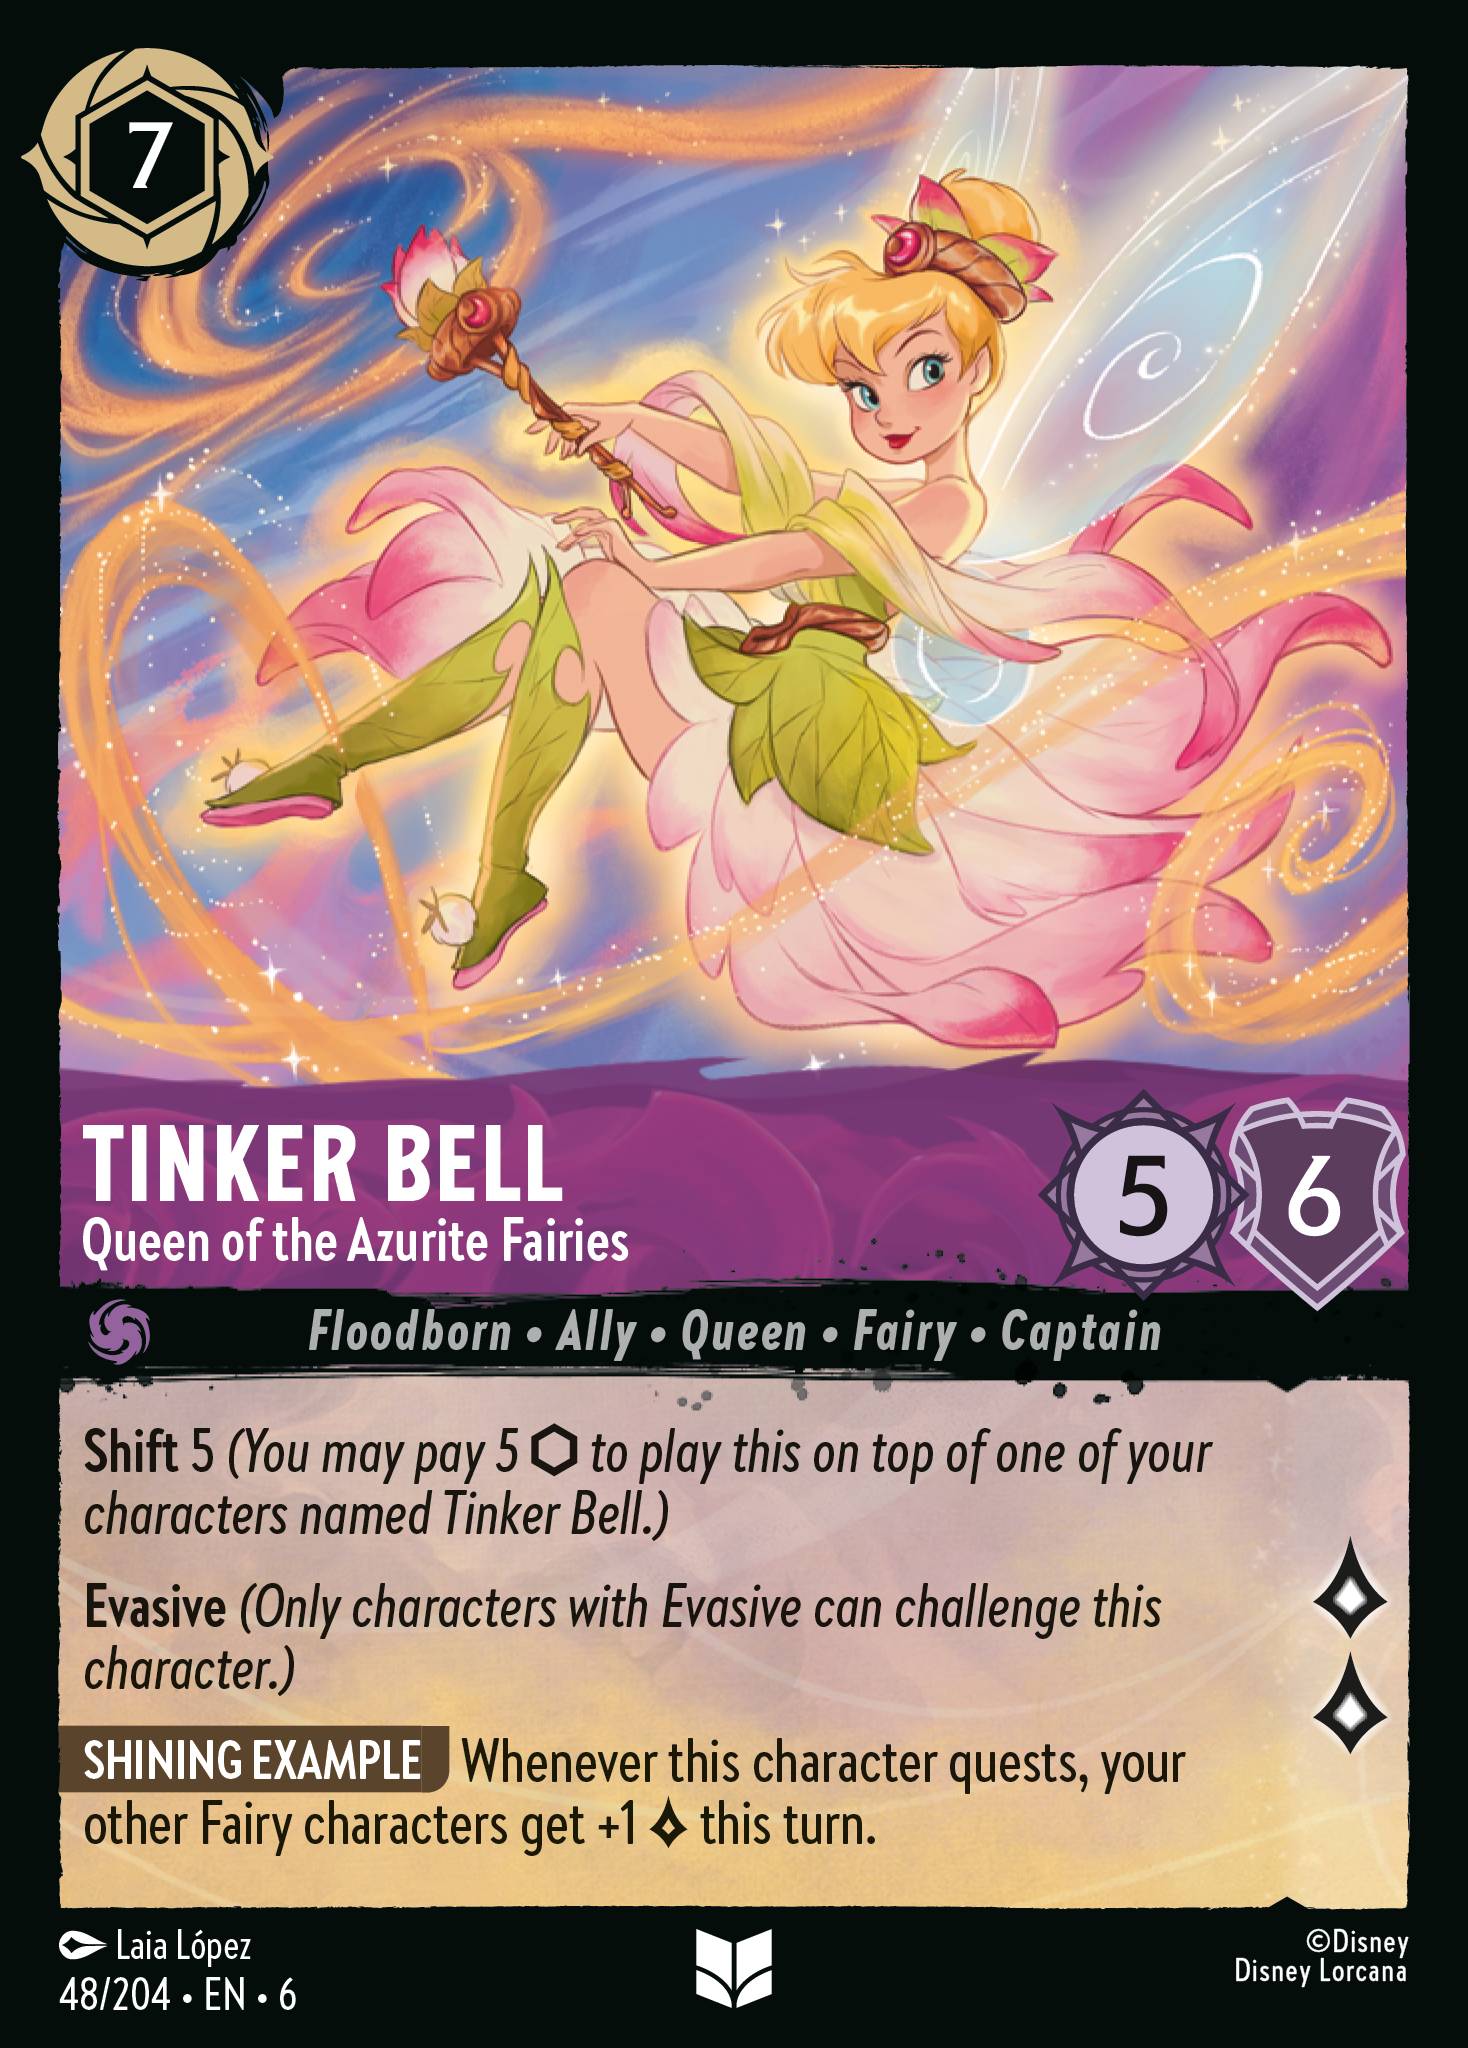 7
TINKER BELL
Queen of the Azurite Fairies
5
6
Floodborn • Ally • Queen • Fairy • Captain
Shift 5 (You may pay 5 ⬡ to play this on top of one of your
characters named Tinker Bell.)
Evasive (Only characters with Evasive can challenge this
character.)
SHINING EXAMPLE Whenever this character quests, your
other Fairy characters get +1 this turn.
Laia López
48/204 • EN • 6
©Disney
Disney Lorcana